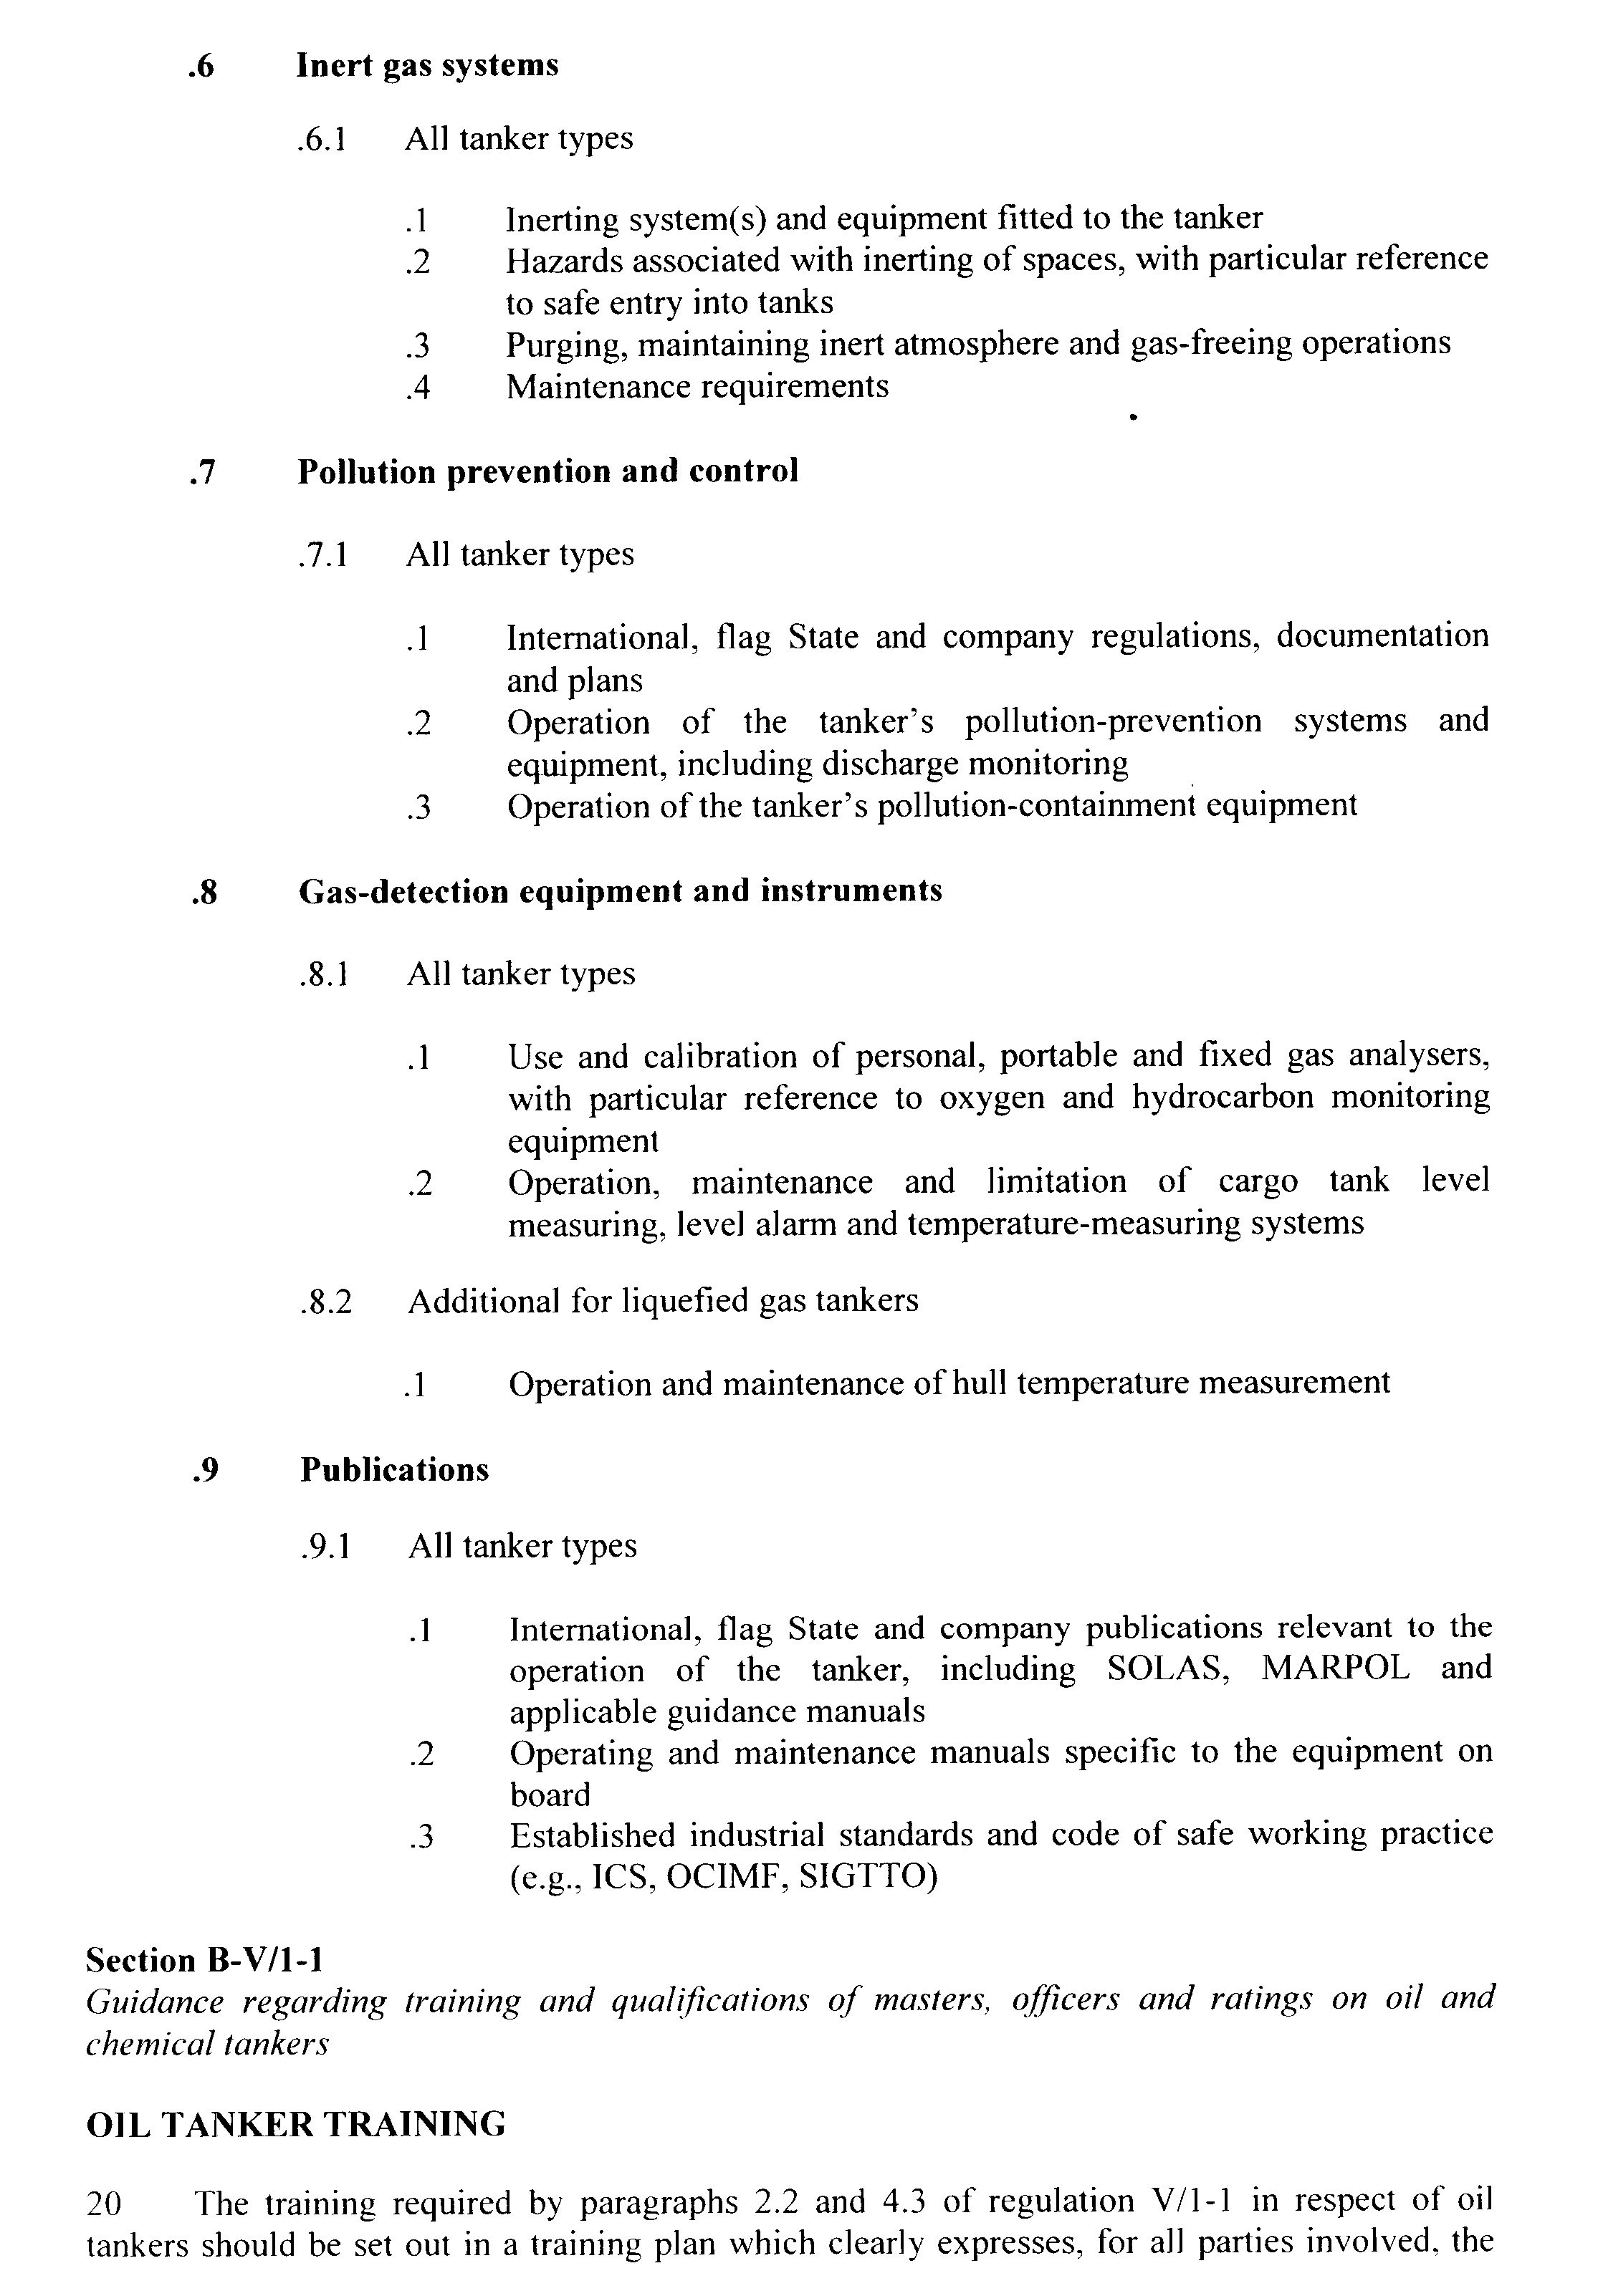 .6 Inert gas systems
.6.1 All tanker types
.1 Inerting system(s) and equipment fitted to the tanker
.2 Hazards associated with inerting of spaces, with particular reference
to safe entry into tanks
.3 Purging, maintaining inert atmosphere and gas-freeing operations
.4 Maintenance requirements
.7 Pollution prevention and control
.7.1 All tanker types
.1 International, flag State and company regulations, documentation
and plans
.2 Operation of the tanker's pollution-prevention systems and
equipment, including discharge monitoring
.3 Operation of the tanker's pollution-containment equipment
.8 Gas-detection equipment and instruments
.8.1 All tanker types
.1 Use and calibration of personal, portable and fixed gas analysers,
with particular reference to oxygen and hydrocarbon monitoring
equipment
.2 Operation, maintenance and limitation of cargo tank level
measuring, level alarm and temperature-measuring systems
.8.2 Additional for liquefied gas tankers
.1 Operation and maintenance of hull temperature measurement
.9 Publications
.9.1 All tanker types
.1 International, flag State and company publications relevant to the
operation of the tanker, including SOLAS, MARPOL and
applicable guidance manuals
.2 Operating and maintenance manuals specific to the equipment on
board
.3 Established industrial standards and code of safe working practice
(e.g., ICS, OCIMF, SIGTTO)
Section B-V/1-1
Guidance regarding training and qualifications of masters, officers and ratings on oil and
chemical tankers
OIL TANKER TRAINING
20 The training required by paragraphs 2.2 and 4.3 of regulation V/1-1 in respect of oil
tankers should be set out in a training plan which clearly expresses, for all parties involved, the